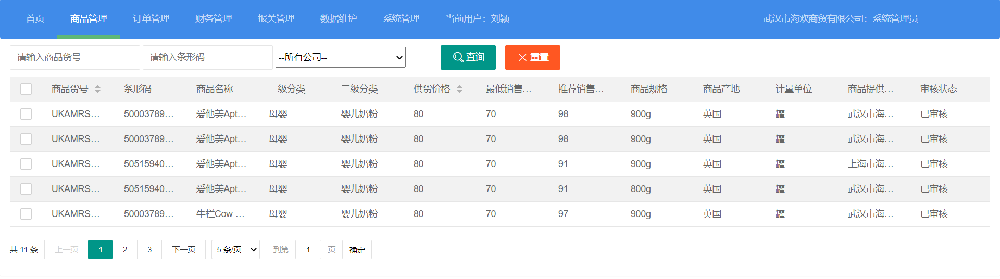 首页 商品管理 订单管理 财务管理 报关管理 数据维护 系统管理 当前用户：刘颖 武汉市海欢商贸有限公司：系统管理员
请输入商品货号 请输入条形码 --所有公司-- 查询 重置
商品货号 条形码 商品名称 一级分类 二级分类 供货价格 最低销售... 推荐销售... 商品规格 商品产地 计量单位 商品提供... 审核状态
UKAMRS... 50003789... 爱他美Apt... 母婴 婴儿奶粉 80 70 98 900g 英国 罐 武汉市海... 已审核
UKAMRS... 50003789... 爱他美Apt... 母婴 婴儿奶粉 80 70 98 900g 英国 罐 武汉市海... 已审核
UKAMRS... 50515940... 爱他美Apt... 母婴 婴儿奶粉 80 70 91 900g 英国 罐 上海市海... 已审核
UKAMRS... 50515940... 爱他美Apt... 母婴 婴儿奶粉 80 70 91 800g 英国 罐 武汉市海... 已审核
UKAMRS... 50003789... 牛栏Cow ... 母婴 婴儿奶粉 80 70 97 900g 英国 罐 武汉市海... 已审核
共 11 条 上一页 1 2 3 下一页 5 条/页 到第 1 页 确定